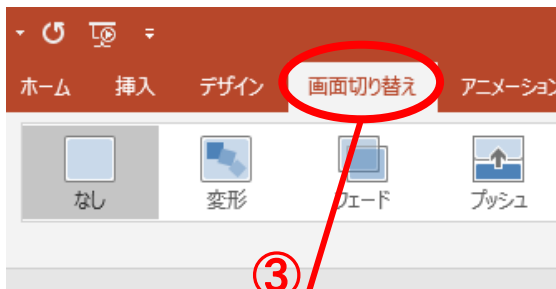 ホーム 挿入 デザイン 画面切り替え アニメーション
なし 変形 フェード プッシュ
③